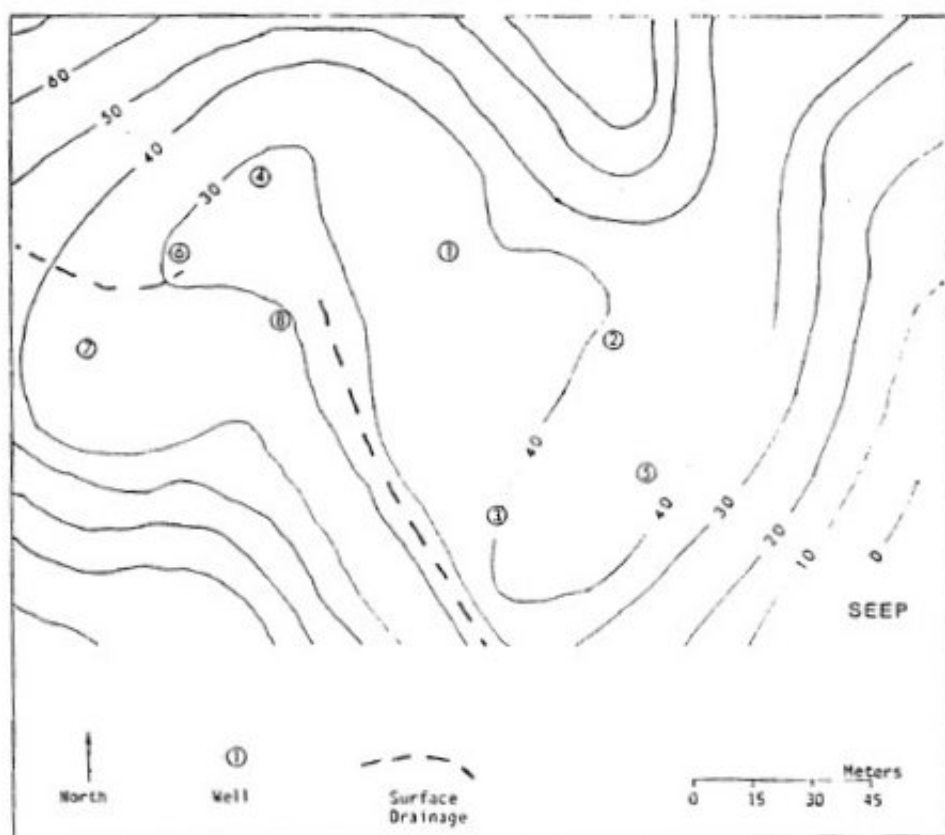 60
50
40
30
④
⑥
①
⑧
⑦
②
40
⑤
③
40
30
20
10
0
SEEP
North
①
Well
Surface
Drainage
Meters
0 15 30 45